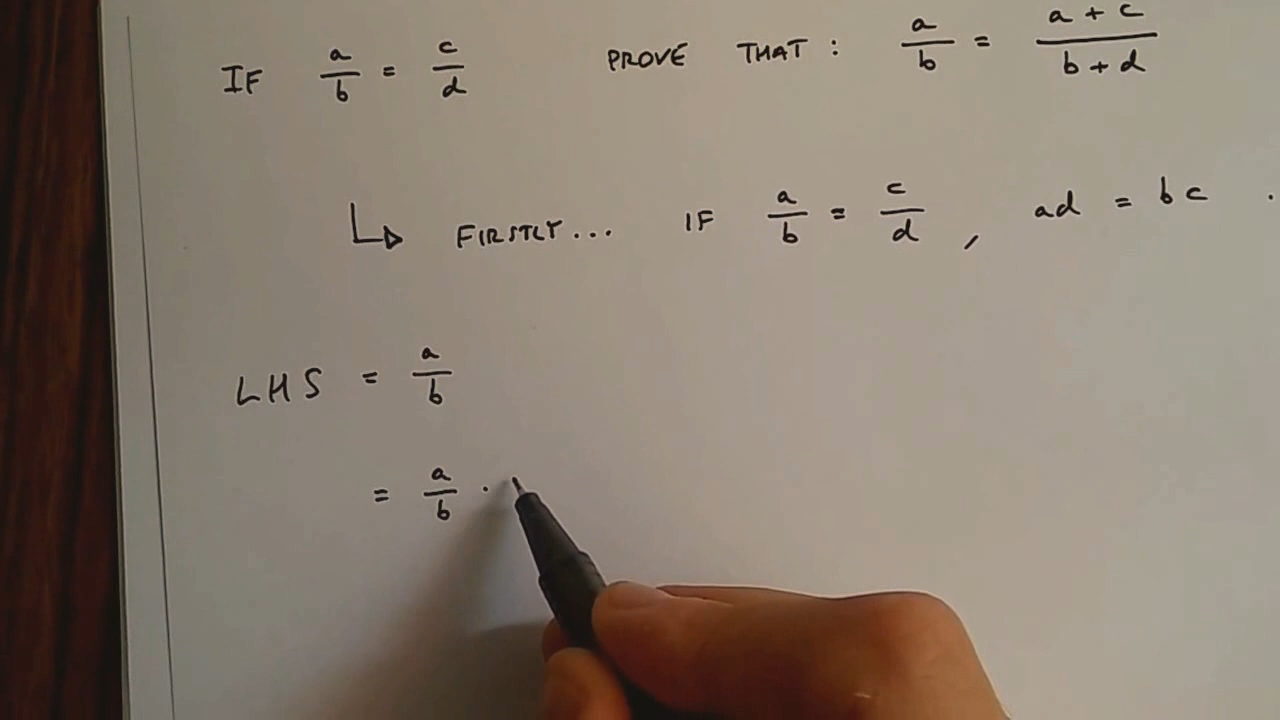 IF a/b = c/d PROVE THAT : a/b = a + c/b + d
FIRSTLY... IF a/b = c/d , ad = bc .
LHS = a/b
= a/b ·